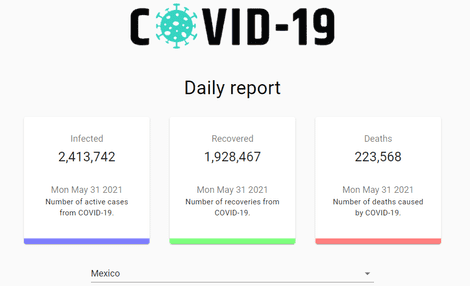 COVID-19
Daily report
Infected
2,413,742
Mon May 31 2021
Number of active cases
from COVID-19.
Recovered
1,928,467
Mon May 31 2021
Number of recoveries from
COVID-19.
Deaths
223,568
Mon May 31 2021
Number of deaths caused
by COVID-19.
Mexico